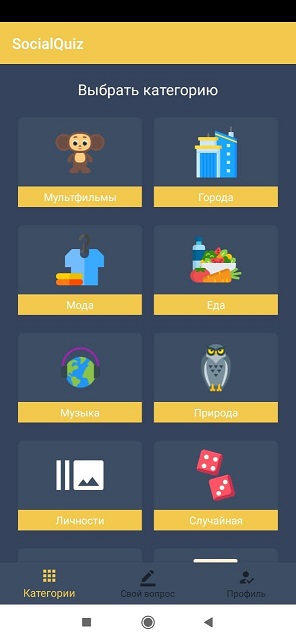 SocialQuiz
Выбрать категорию
Мультфильмы
Города
Мода
Еда
Музыка
Природа
Личности
Случайная
Категории
Свой вопрос
Профиль